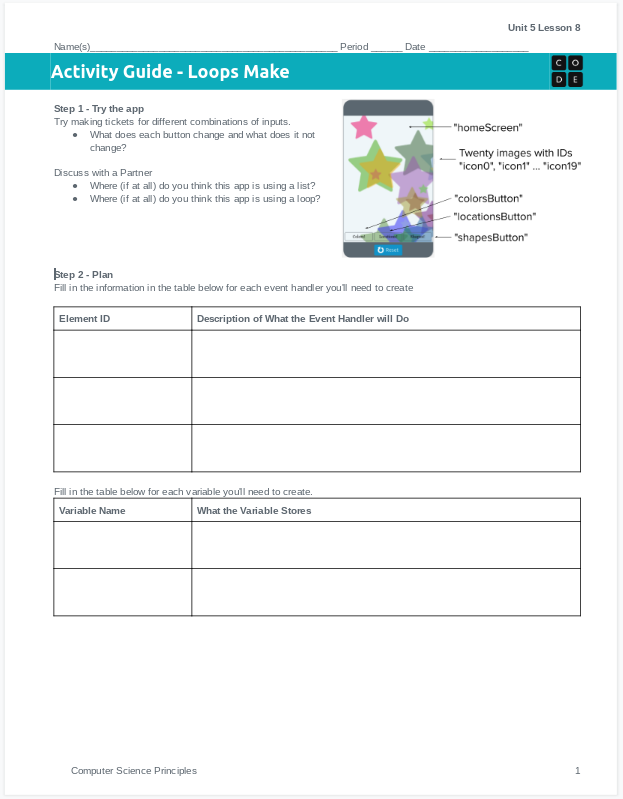 Unit 5 Lesson 8
Name(s)_____________________________________________ Period ______ Date __________________
Activity Guide - Loops Make
C O
D E
Step 1 - Try the app
Try making tickets for different combinations of inputs.
● What does each button change and what does it not
change?
Discuss with a Partner
● Where (if at all) do you think this app is using a list?
● Where (if at all) do you think this app is using a loop?
"homeScreen"
Twenty images with IDs
"icon0", "icon1" ... "icon19"
"colorsButton"
"locationsButton"
"shapesButton"
Reset
Step 2 - Plan
Fill in the information in the table below for each event handler you'll need to create
Element ID Description of What the Event Handler will Do
Fill in the table below for each variable you'll need to create.
Variable Name What the Variable Stores
Computer Science Principles 1